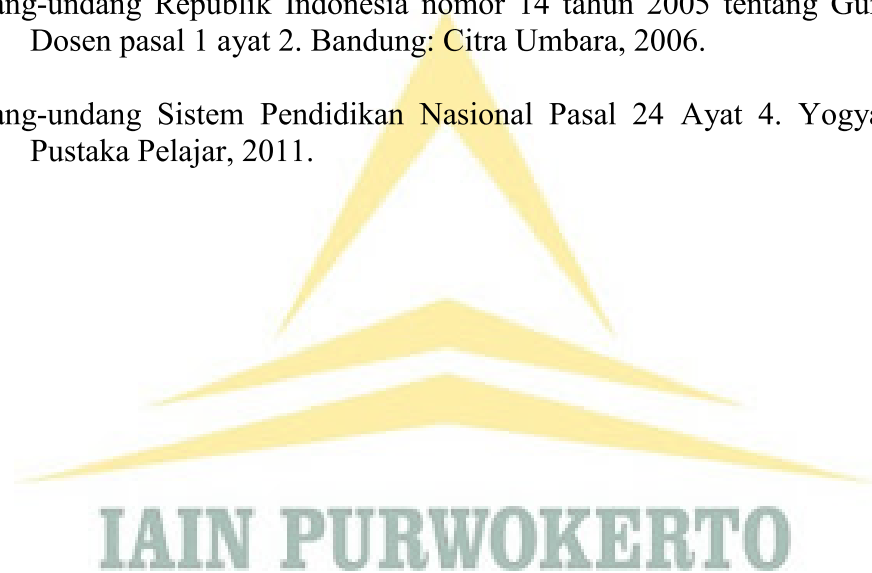 ang-undang Republik Indonesia nomor 14 tahun 2005 tentang Gu
Dosen pasal 1 ayat 2. Bandung: Citra Umbara, 2006.
ang-undang Sistem Pendidikan Nasional Pasal 24 Ayat 4. Yogya
Pustaka Pelajar, 2011.
IAIN PURWOKERTO